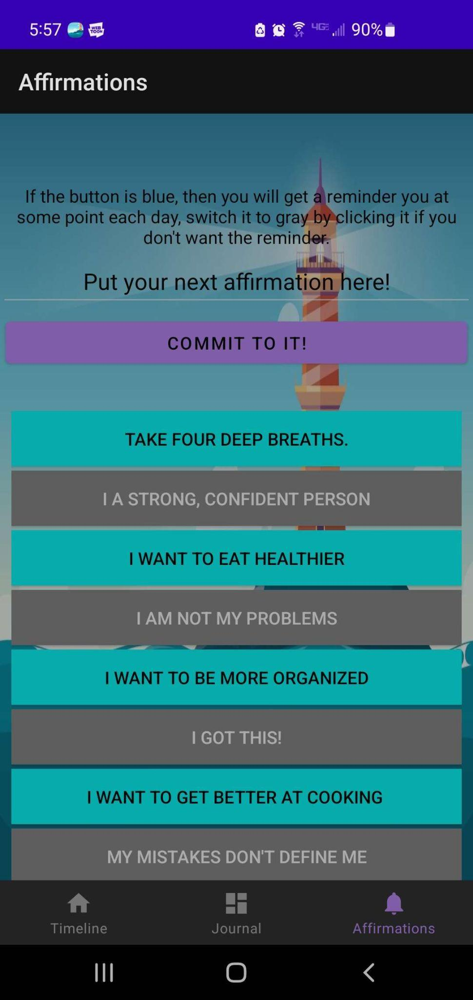 5:57 WEB TOON 4GE 90%
Affirmations
If the button is blue, then you will get a reminder you at
some point each day, switch it to gray by clicking it if you
don't want the reminder.
Put your next affirmation here!
COMMIT TO IT!
TAKE FOUR DEEP BREATHS.
I A STRONG, CONFIDENT PERSON
I WANT TO EAT HEALTHIER
I AM NOT MY PROBLEMS
I WANT TO BE MORE ORGANIZED
I GOT THIS!
I WANT TO GET BETTER AT COOKING
MY MISTAKES DON'T DEFINE ME
Timeline Journal Affirmations